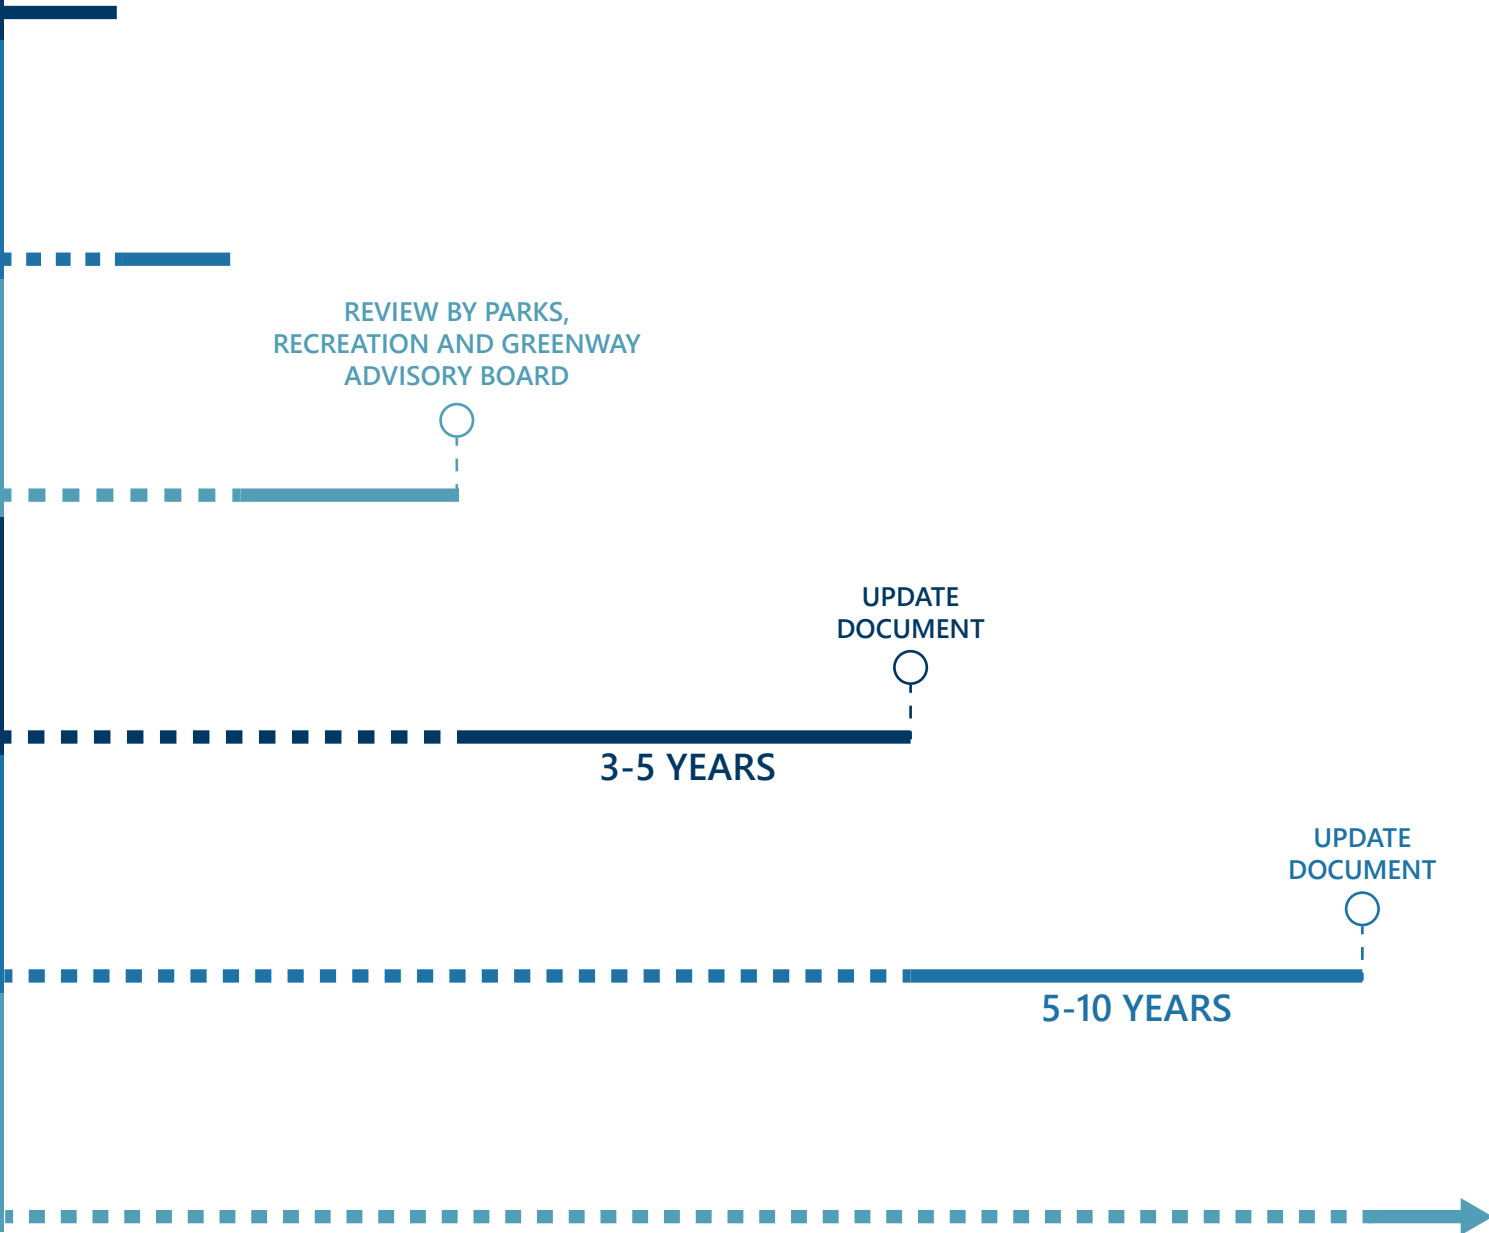 REVIEW BY PARKS,
RECREATION AND GREENWAY
ADVISORY BOARD
UPDATE
DOCUMENT
3-5 YEARS
UPDATE
DOCUMENT
5-10 YEARS